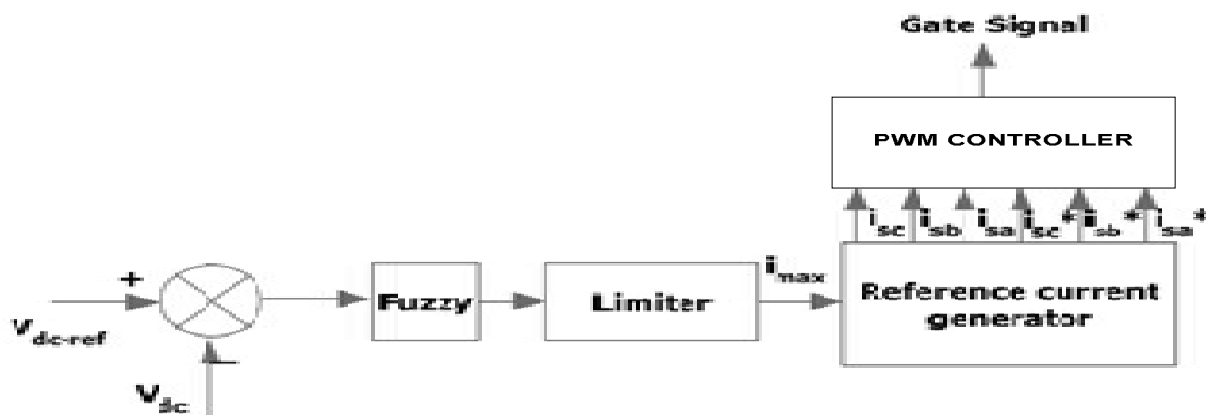 Gate Signal
PWM CONTROLLER
isc isb isa isc* isb* isa*
+
Vdc-ref
Fuzzy
Limiter
imax
Reference current
generator
−
Vdc